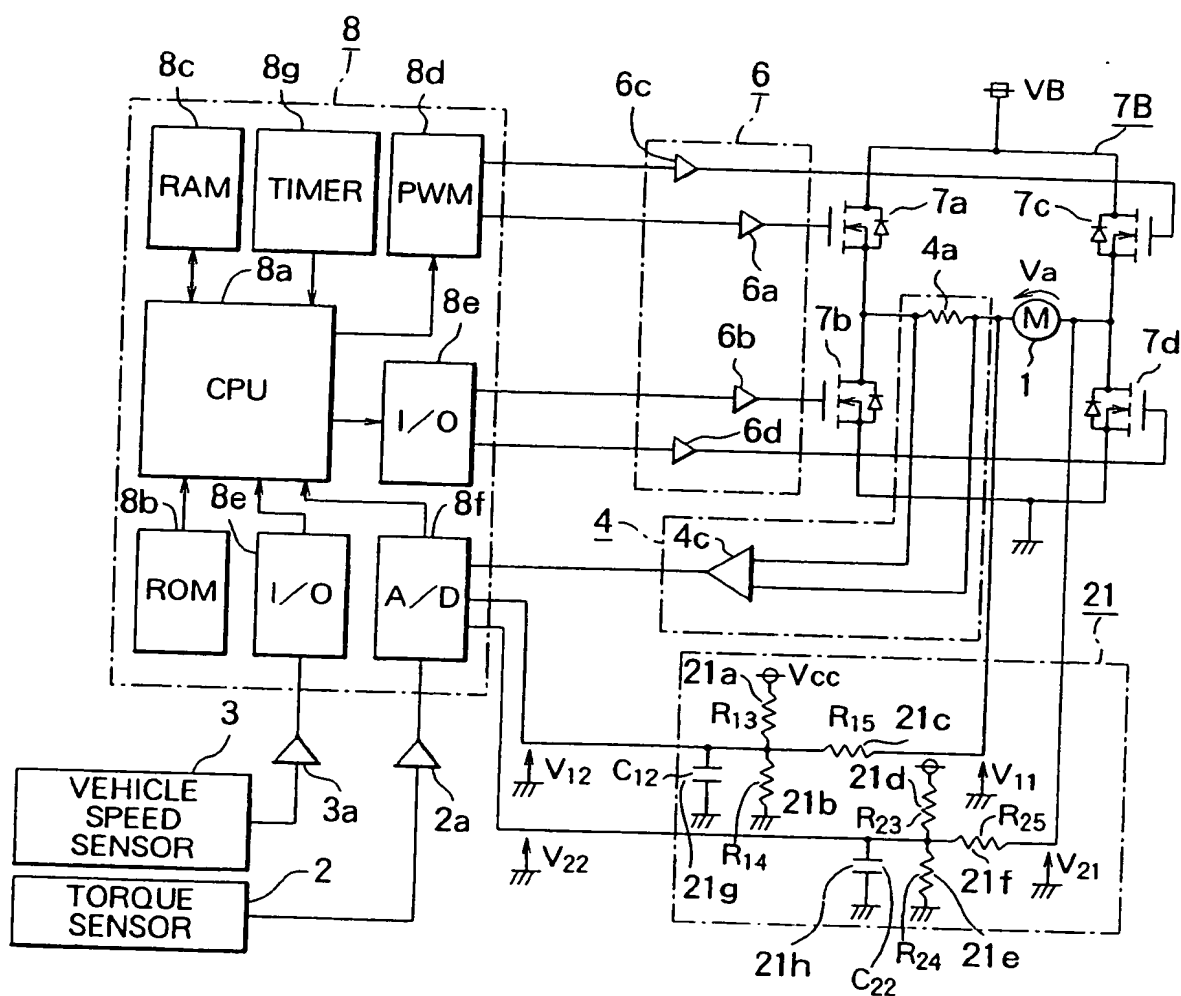 8
8c
8g
8d
6c
6
VB
7B
RAM
TIMER
PWM
7a
7c
8a
4a
Va
6a
8e
7b
M
6b
1
7d
CPU
I/O
6d
8b
8e
8f
4
4c
ROM
I/O
A/D
21
21a
Vcc
R13
R15
21c
3
V12
C12
21d
V11
3a
2a
21b
R23
R25
VEHICLE
SPEED
SENSOR
V22
R14
V21
2
21g
21f
TORQUE
SENSOR
21h
C22
R24
21e